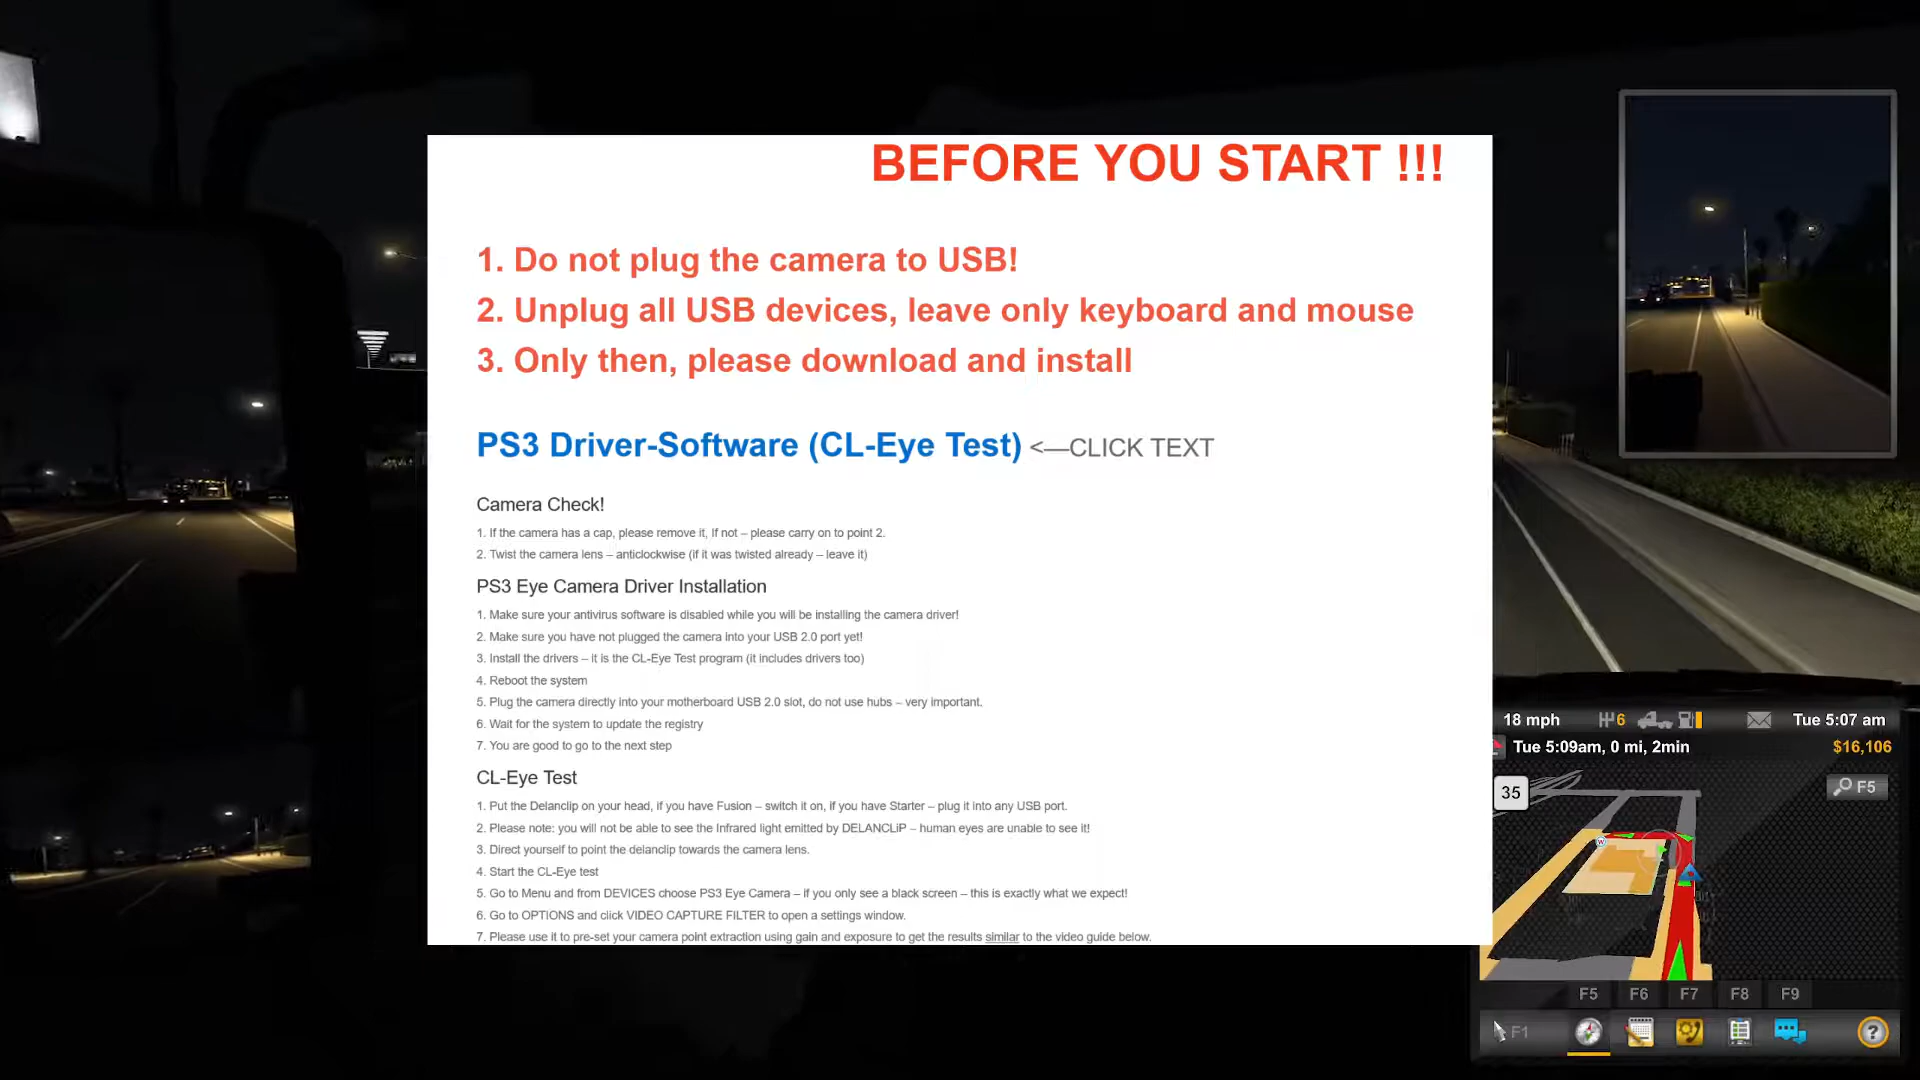 BEFORE YOU START !!!
1. Do not plug the camera to USB!
2. Unplug all USB devices, leave only keyboard and mouse
3. Only then, please download and install
PS3 Driver-Software (CL-Eye Test) <—CLICK TEXT
Camera Check!
1. If the camera has a cap, please remove it, If not – please carry on to point 2.
2. Twist the camera lens – anticlockwise (if it was twisted already – leave it)
PS3 Eye Camera Driver Installation
1. Make sure your antivirus software is disabled while you will be installing the camera driver!
2. Make sure you have not plugged the camera into your USB 2.0 port yet!
3. Install the drivers – it is the CL-Eye Test program (it includes drivers too)
4. Reboot the system
5. Plug the camera directly into your motherboard USB 2.0 slot, do not use hubs – very important.
6. Wait for the system to update the registry
7. You are good to go to the next step
CL-Eye Test
1. Put the Delanclip on your head, if you have Fusion – switch it on, if you have Starter – plug it into any USB port.
2. Please note: you will not be able to see the Infrared light emitted by DELANCLiP – human eyes are unable to see it!
3. Direct yourself to point the delanclip towards the camera lens.
4. Start the CL-Eye test
5. Go to Menu and from DEVICES choose PS3 Eye Camera – if you only see a black screen – this is exactly what we expect!
6. Go to OPTIONS and click VIDEO CAPTURE FILTER to open a settings window.
7. Please use it to pre-set your camera point extraction using gain and exposure to get the results similar to the video guide below.
18 mph 6 Tue 5:07 am
Tue 5:09am, 0 mi, 2min $16,106
35 F5
W
F5 F6 F7 F8 F9
F1 ?